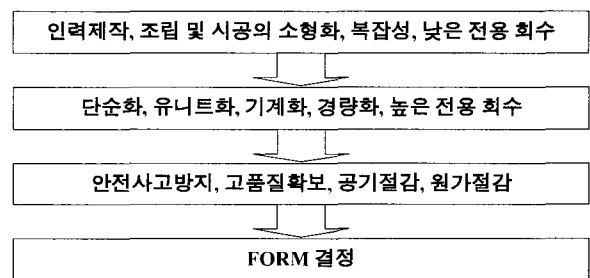 인력제작, 조립 및 시공의 소형화, 복잡성, 낮은 전용 회수
단순화, 유니트화, 기계화, 경량화, 높은 전용 회수
안전사고방지, 고품질확보, 공기절감, 원가절감
FORM 결정